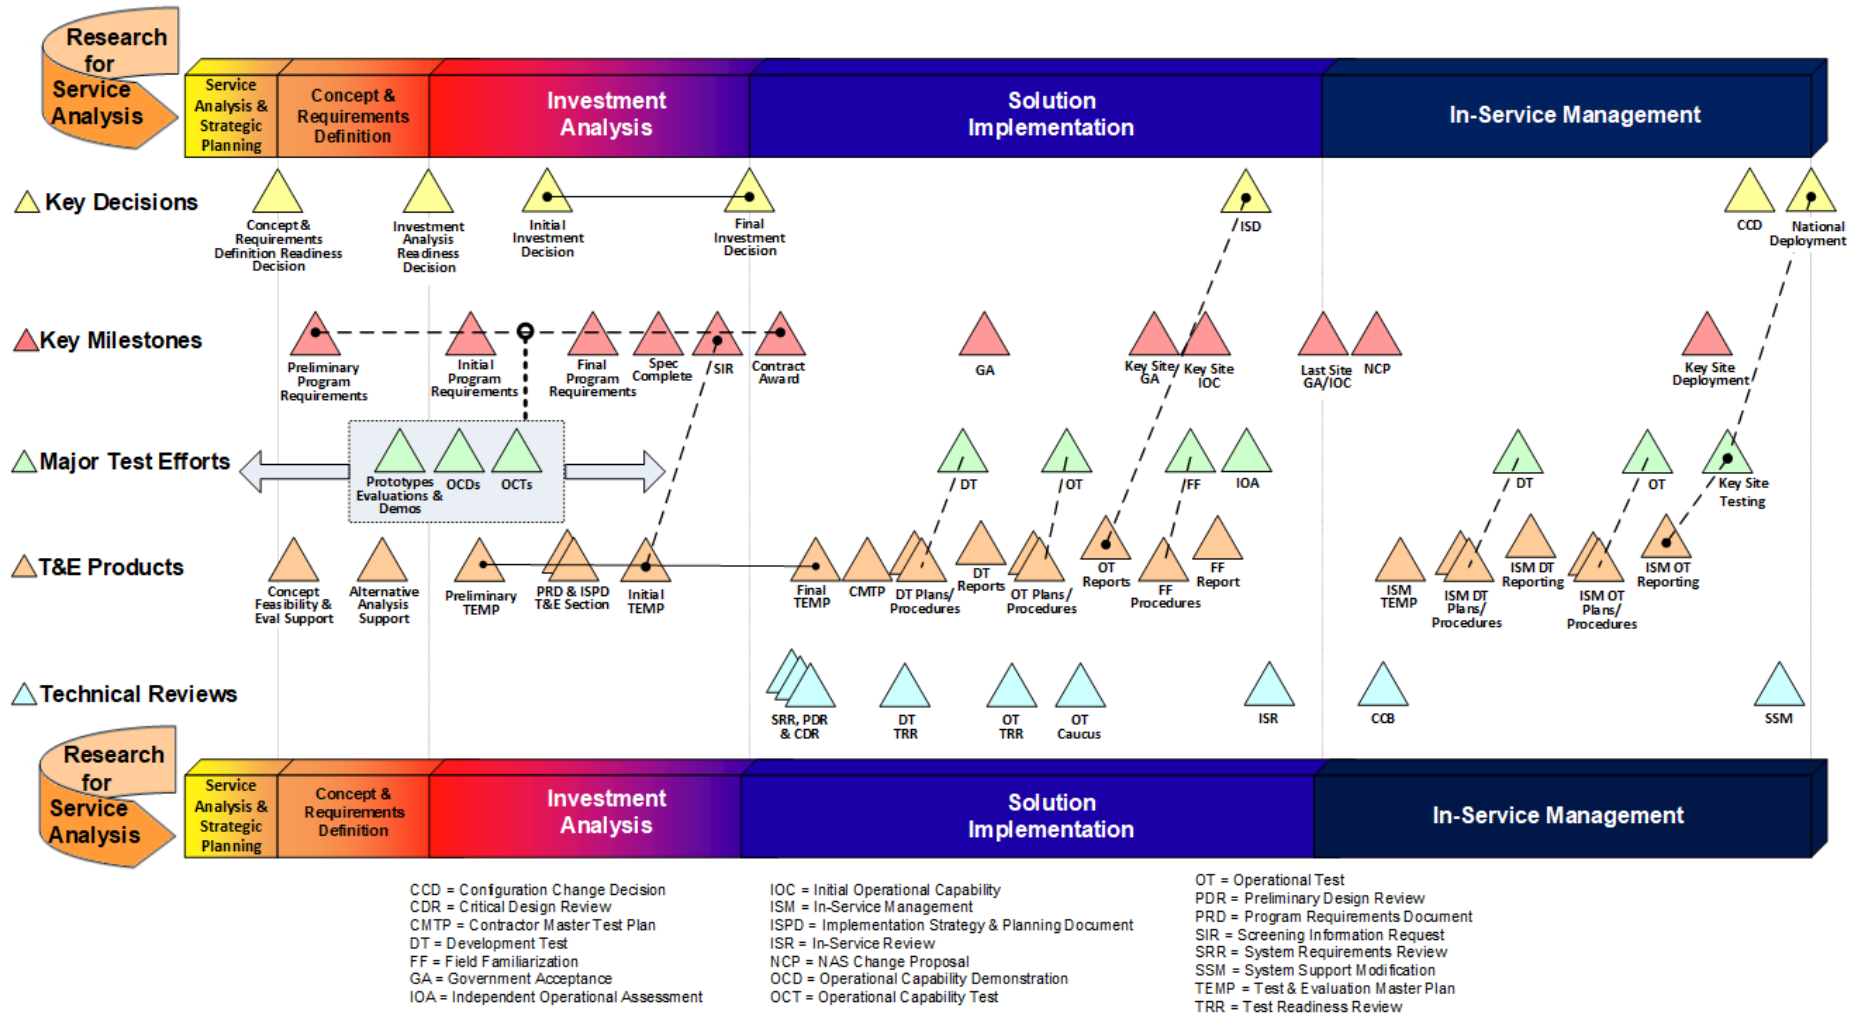 Research
for
Service
Analysis
Service
Analysis &
Strategic
Planning
Concept &
Requirements
Definition
Investment
Analysis
Solution
Implementation
In-Service Management
Key Decisions
Concept &
Requirements
Definition Readiness
Decision
Investment
Analysis
Readiness
Decision
Initial
Investment
Decision
Final
Investment
Decision
ISD
CCD
National
Deployment
Key Milestones
Preliminary
Program
Requirements
Initial
Program
Requirements
Final
Program
Requirements
Spec
Complete
SIR
Contract
Award
GA
Key Site
GA
Key Site
IOC
Last Site
GA/IOC
NCP
Key Site
Deployment
Major Test Efforts
Prototypes
Evaluations &
Demos
OCDs
OCTs
DT
OT
FF
IOA
DT
OT
Key Site
Testing
T&E Products
Concept
Feasibility &
Eval Support
Alternative
Analysis
Support
Preliminary
TEMP
PRD & ISPD
T&E Section
Initial
TEMP
Final
TEMP
CMTP
DT Plans/
Procedures
DT
Reports
OT Plans/
Procedures
OT
Reports
FF
Procedures
FF
Report
ISM
TEMP
ISM DT
Plans/
Procedures
ISM DT
Reporting
ISM OT
Plans/
Procedures
ISM OT
Reporting
Technical Reviews
SRR, PDR
& CDR
DT
TRR
OT
TRR
OT
Caucus
ISR
CCB
SSM
Research
for
Service
Analysis
Service
Analysis &
Strategic
Planning
Concept &
Requirements
Definition
Investment
Analysis
Solution
Implementation
In-Service Management
CCD = Configuration Change Decision
CDR = Critical Design Review
CMTP = Contractor Master Test Plan
DT = Development Test
FF = Field Familiarization
GA = Government Acceptance
IOA = Independent Operational Assessment
IOC = Initial Operational Capability
ISM = In-Service Management
ISPD = Implementation Strategy & Planning Document
ISR = In-Service Review
NCP = NAS Change Proposal
OCD = Operational Capability Demonstration
OCT = Operational Capability Test
OT = Operational Test
PDR = Preliminary Design Review
PRD = Program Requirements Document
SIR = Screening Information Request
SRR = System Requirements Review
SSM = System Support Modification
TEMP = Test & Evaluation Master Plan
TRR = Test Readiness Review